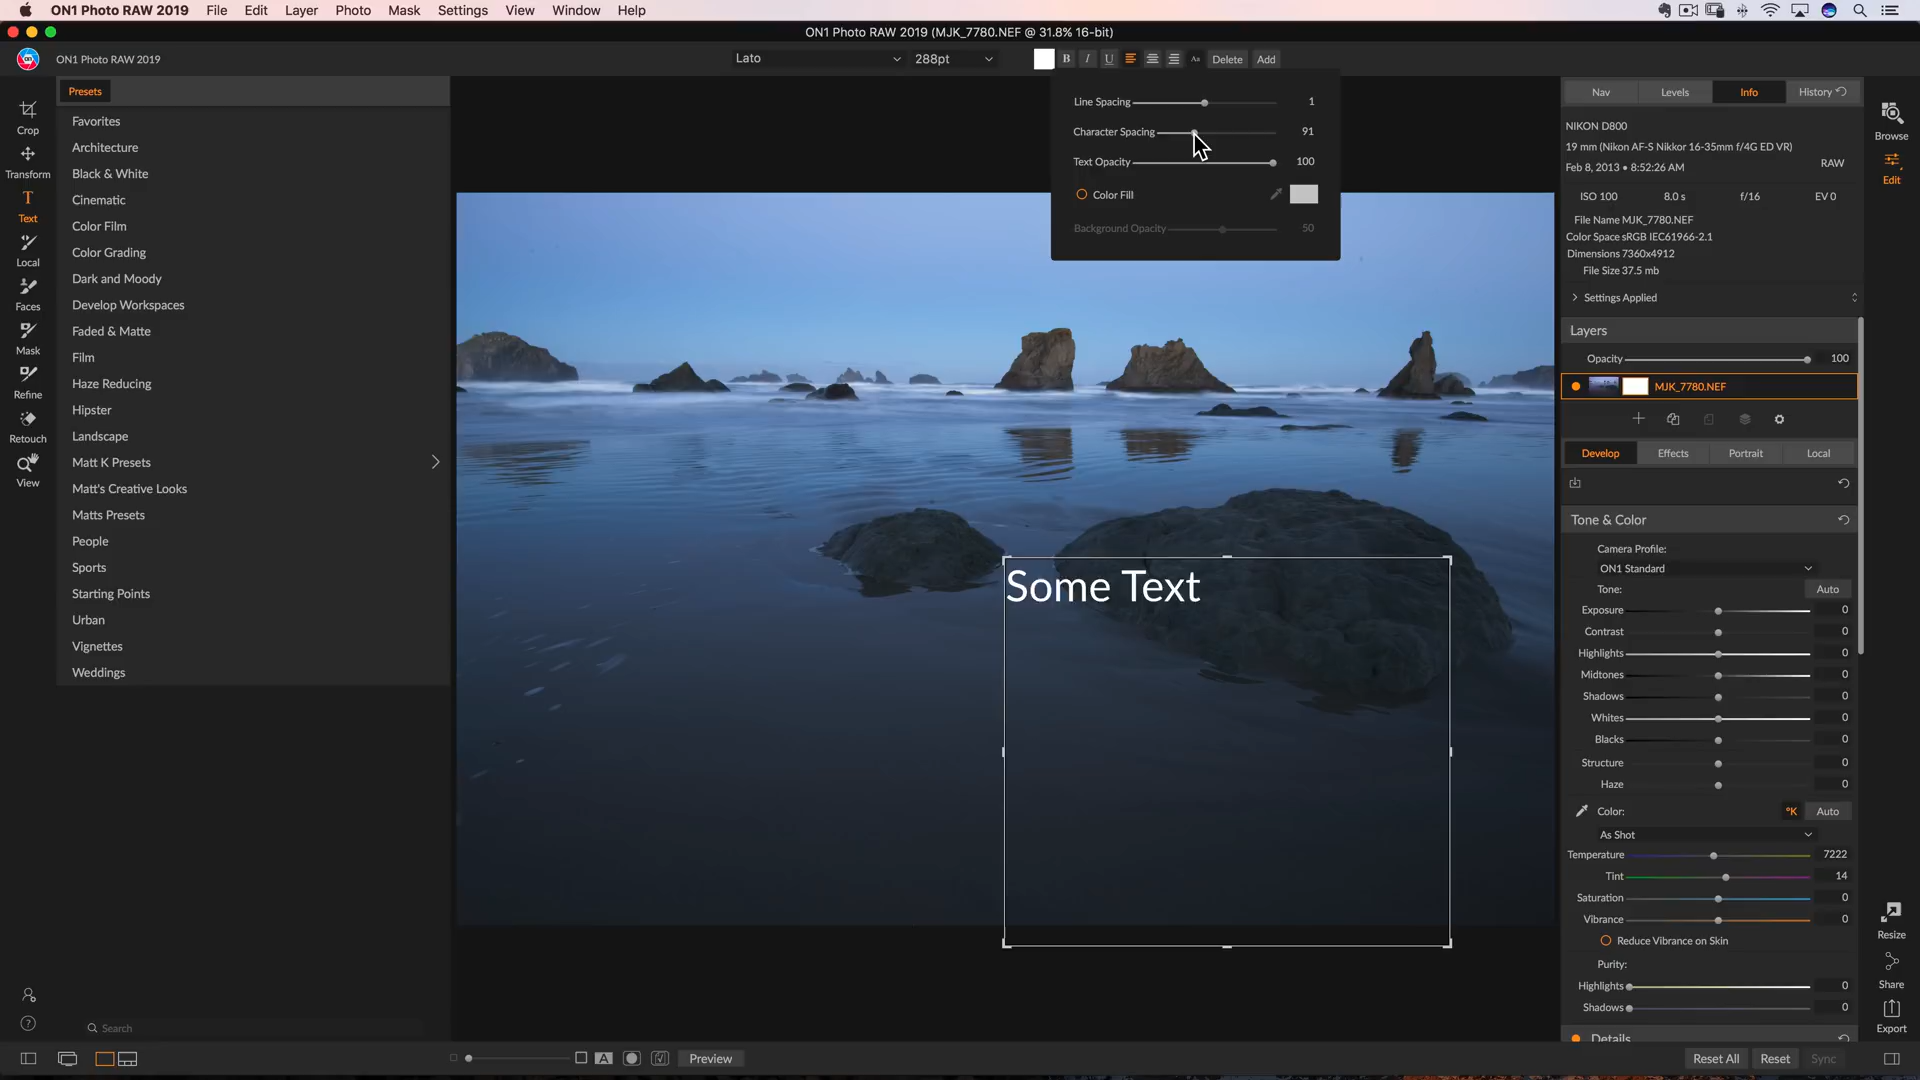 ON1 Photo RAW 2019 File Edit Layer Photo Mask Settings View Window Help
ON1 Photo RAW 2019 (MJK_7780.NEF @ 31.8% 16-bit)
ON1 Photo RAW 2019
Lato 288pt B I U Aa Delete Add
Presets
Favorites
Architecture
Black & White
Cinematic
Color Film
Color Grading
Dark and Moody
Develop Workspaces
Faded & Matte
Film
Haze Reducing
Hipster
Landscape
Matt K Presets
Matt's Creative Looks
Matts Presets
People
Sports
Starting Points
Urban
Vignettes
Weddings
Search
Crop
Transform
T
Text
Local
Faces
Mask
Refine
Retouch
View
Line Spacing 1
Character Spacing 91
Text Opacity 100
Color Fill
Background Opacity 50
Some Text
Nav Levels Info History
NIKON D800
19 mm (Nikon AF-S Nikkor 16-35mm f/4G ED VR)
Feb 8, 2013 • 8:52:26 AM RAW
ISO 100 8.0 s f/16 EV 0
File Name MJK_7780.NEF
Color Space sRGB IEC61966-2.1
Dimensions 7360x4912
File Size 37.5 mb
Settings Applied
Layers
Opacity 100
MJK_7780.NEF
Develop Effects Portrait Local
Tone & Color
Camera Profile:
ON1 Standard
Tone: Auto
Exposure 0
Contrast 0
Highlights 0
Midtones 0
Shadows 0
Whites 0
Blacks 0
Structure 0
Haze 0
Color: °K Auto
As Shot
Temperature 7222
Tint 14
Saturation 0
Vibrance 0
Reduce Vibrance on Skin
Purity:
Highlights 0
Shadows 0
Details
Browse
Edit
Resize
Share
Export
A Preview
Reset All Reset Sync